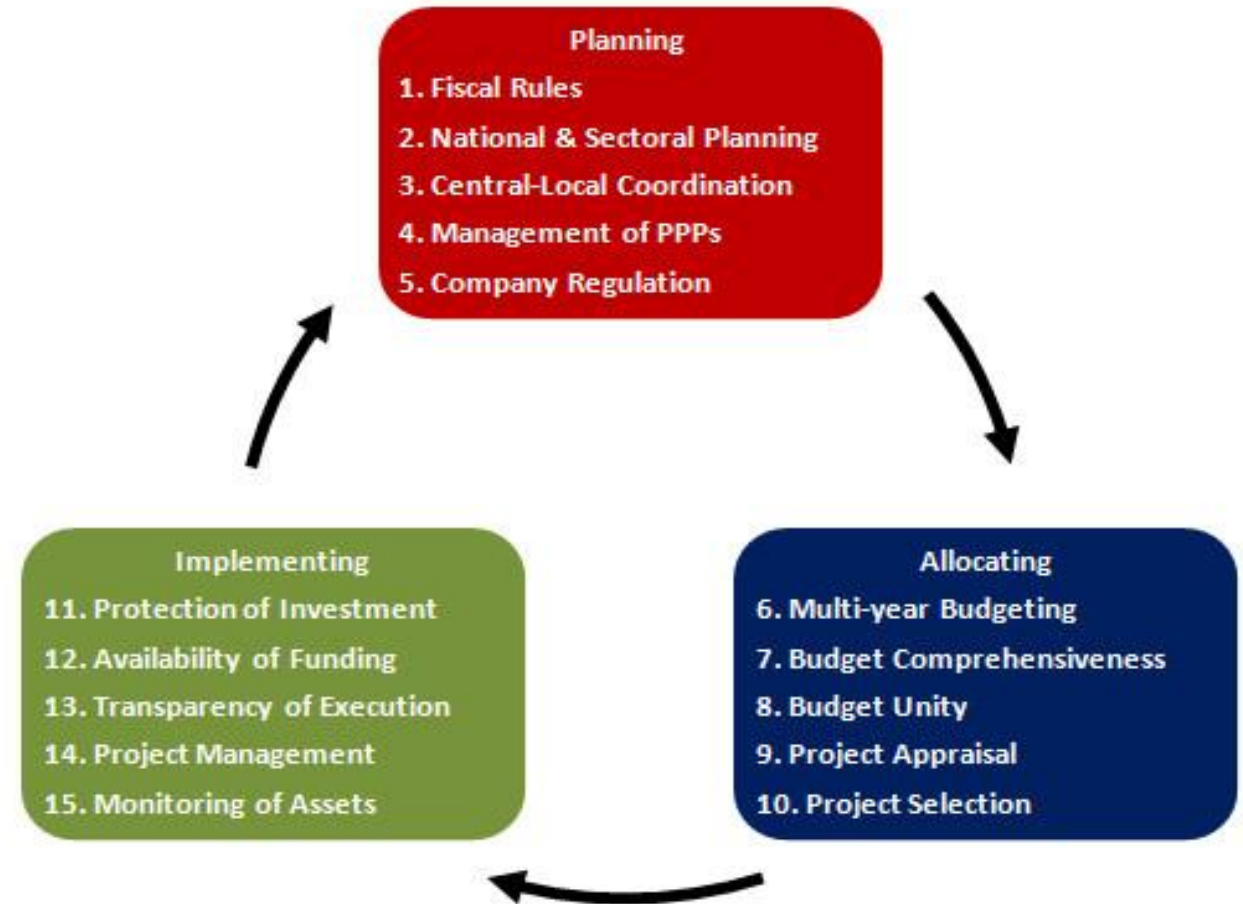 Planning
1. Fiscal Rules
2. National & Sectoral Planning
3. Central-Local Coordination
4. Management of PPPs
5. Company Regulation
Allocating
6. Multi-year Budgeting
7. Budget Comprehensiveness
8. Budget Unity
9. Project Appraisal
10. Project Selection
Implementing
11. Protection of Investment
12. Availability of Funding
13. Transparency of Execution
14. Project Management
15. Monitoring of Assets